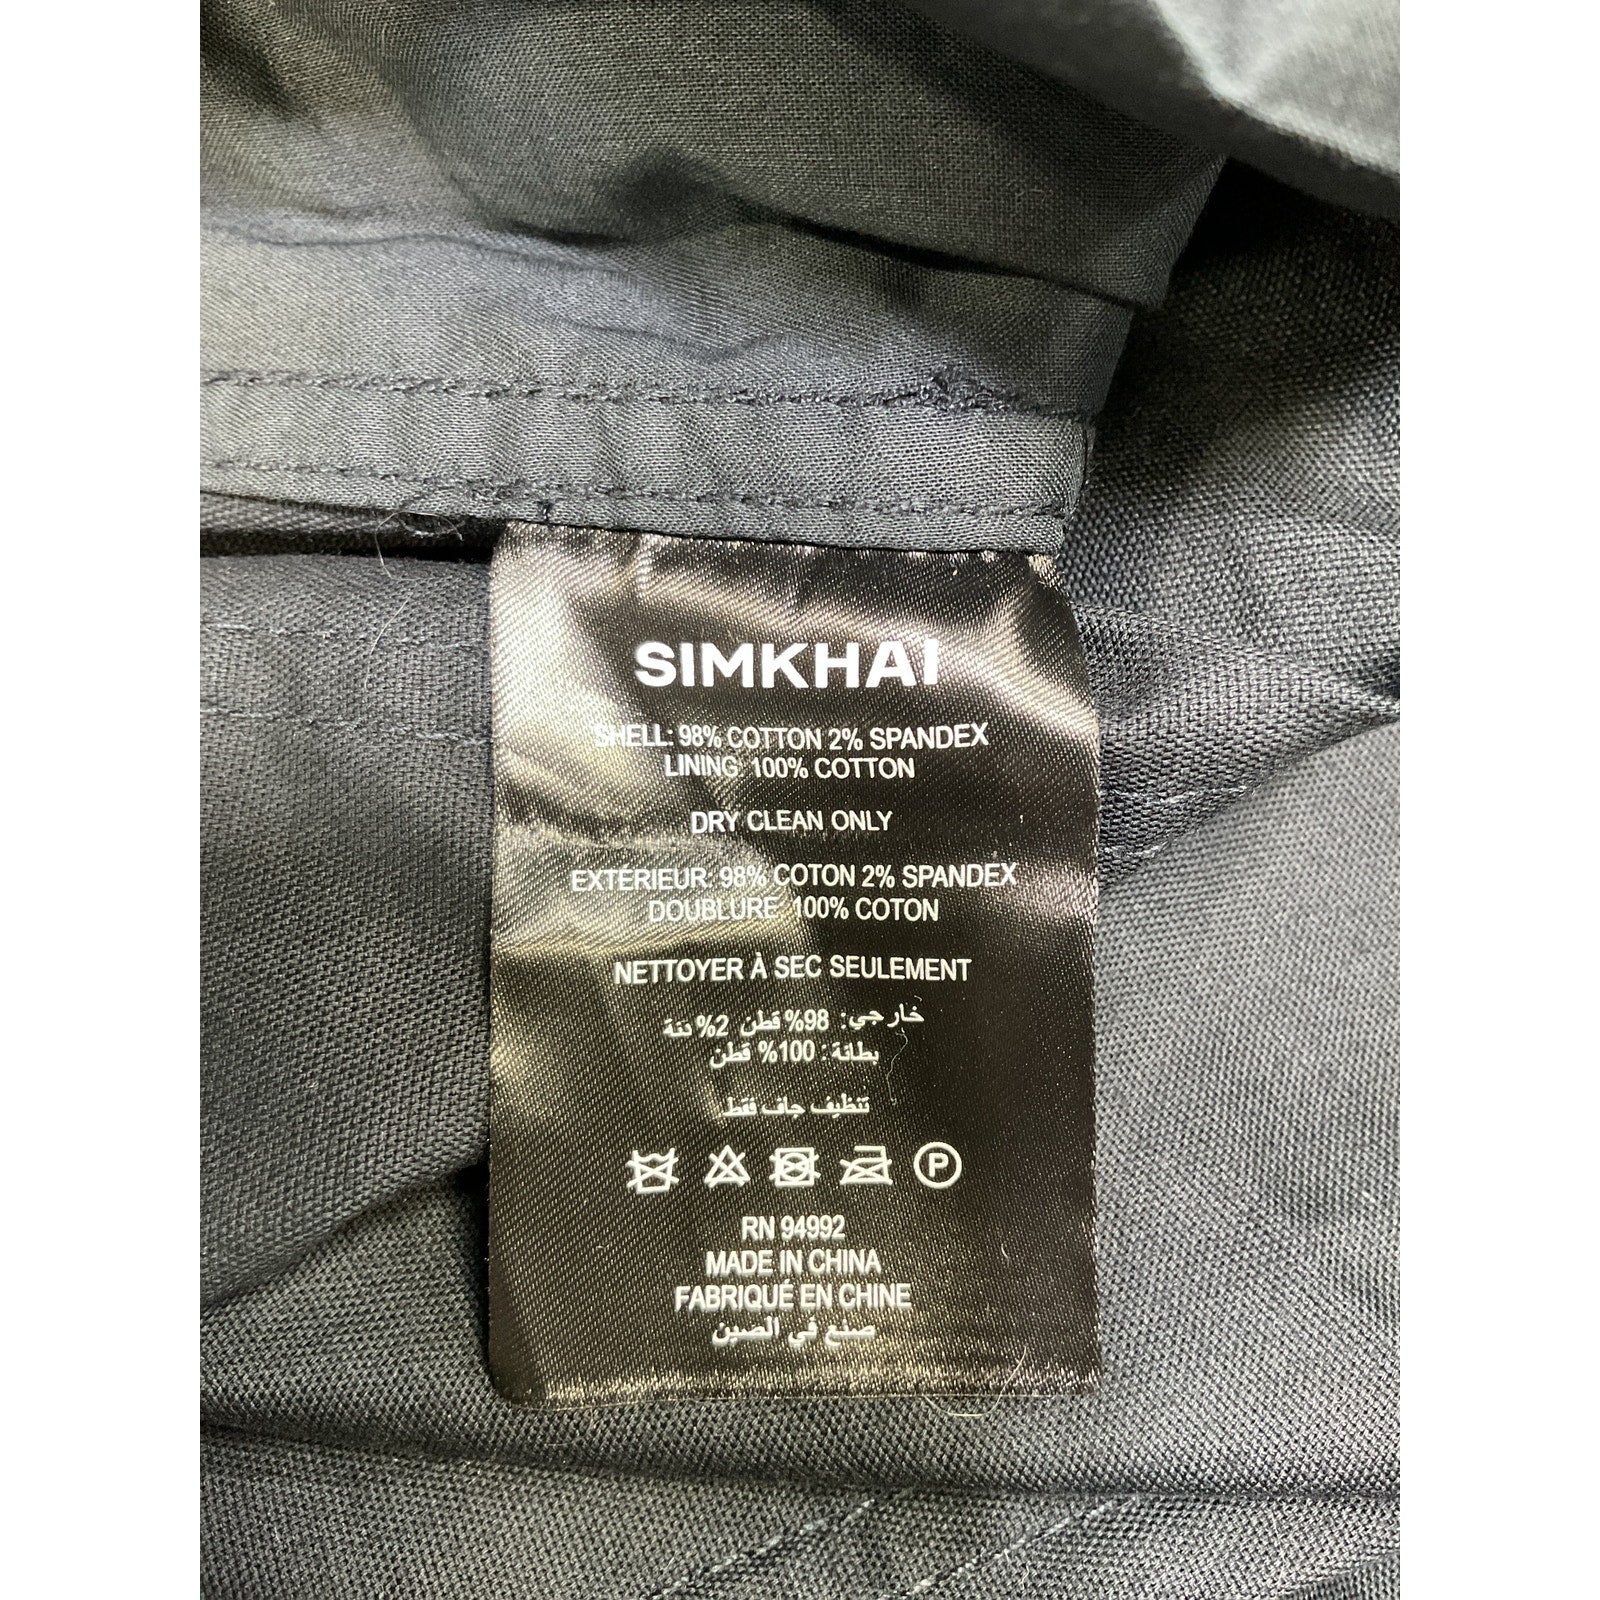 SIMKHAI
SHELL: 98% COTTON 2% SPANDEX
LINING: 100% COTTON
DRY CLEAN ONLY
EXTERIEUR: 98% COTON 2% SPANDEX
DOUBLURE: 100% COTON
NETTOYER À SEC SEULEMENT
خارجي: 98% قطن 2%
بطانة: 100% قطن
تنظيف جاف فقط
P
RN 94992
MADE IN CHINA
FABRIQUÉ EN CHINE
صنع في الصين